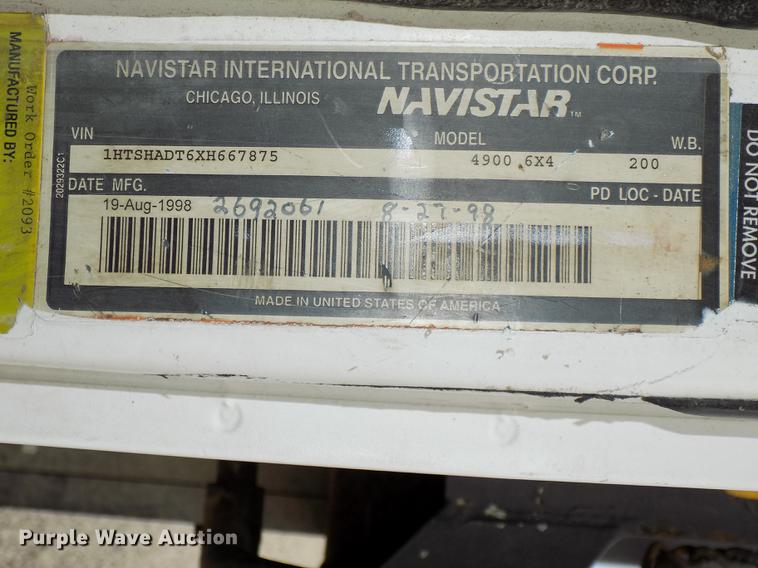 MANUFACTURED BY:
Work Order #2093
NAVISTAR INTERNATIONAL TRANSPORTATION CORP.
CHICAGO, ILLINOIS NAVISTAR™
VIN MODEL W.B.
1HTSHADT6XH667875 4900 6X4 200
2029322C1
DATE MFG. PD LOC - DATE
19-Aug-1998 2692061 8-27-98
MADE IN UNITED STATES OF AMERICA
DO NOT REMOVE
Purple Wave Auction®